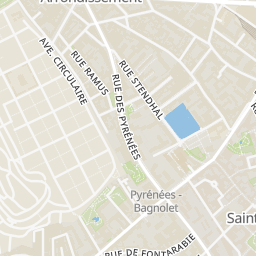 Arrondissement
AVE. CIRCULAIRE
RUE RAMUS
RUE STENDHAL
RUE DES PYRÉNÉES
Pyrénées -
Bagnolet
Saint
RUE DE FONTARABIE